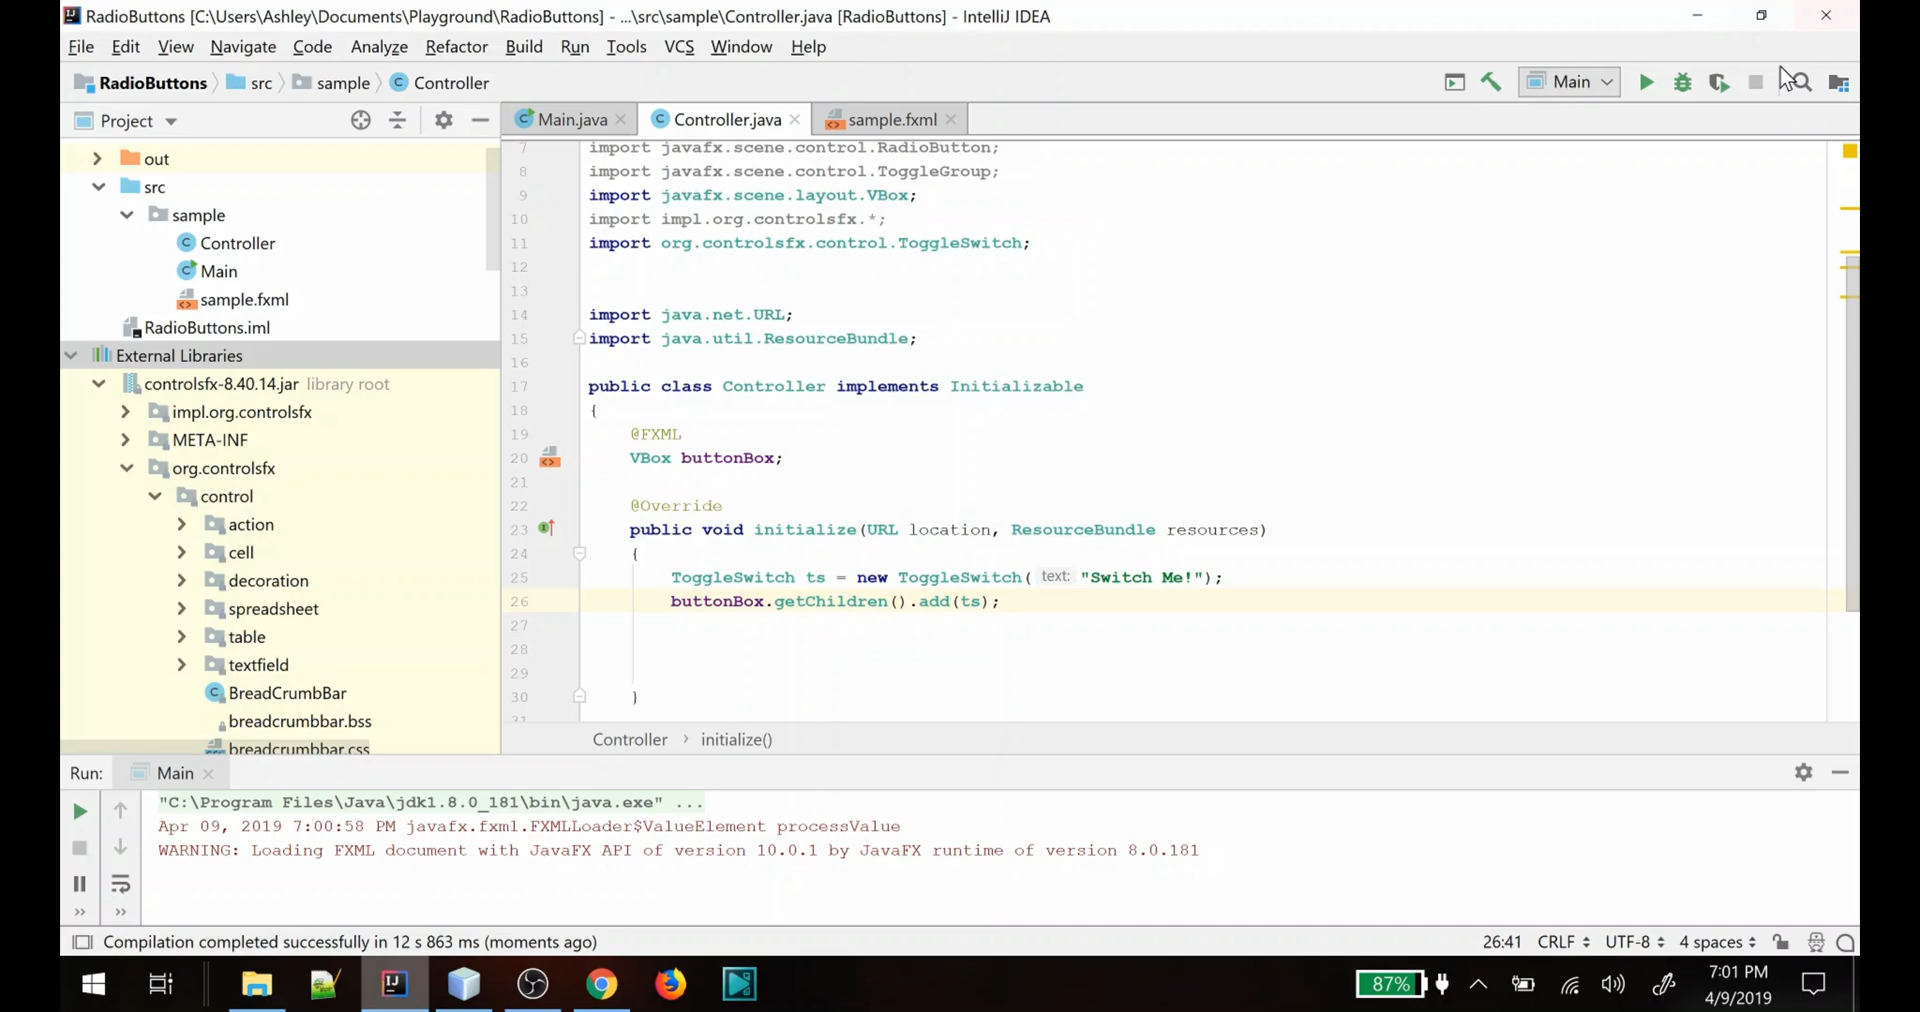 RadioButtons [C:\Users\Ashley\Documents\Playground\RadioButtons] - ...\src\sample\Controller.java [RadioButtons] - IntelliJ IDEA
File Edit View Navigate Code Analyze Refactor Build Run Tools VCS Window Help
RadioButtons src sample Controller Main
Project Main.java Controller.java sample.fxml
out
src
sample
Controller
Main
sample.fxml
RadioButtons.iml
External Libraries
controlsfx-8.40.14.jar library root
impl.org.controlsfx
META-INF
org.controlsfx
control
action
cell
decoration
spreadsheet
table
textfield
BreadCrumbBar
breadcrumbbar.bss
breadcrumbbar.css
7 import javafx.scene.control.RadioButton;
8 import javafx.scene.control.ToggleGroup;
9 import javafx.scene.layout.VBox;
10 import impl.org.controlsfx.*;
11 import org.controlsfx.control.ToggleSwitch;
12
13
14 import java.net.URL;
15 import java.util.ResourceBundle;
16
17 public class Controller implements Initializable
18 {
19 @FXML
20 VBox buttonBox;
21
22 @Override
23 public void initialize(URL location, ResourceBundle resources)
24 {
25 ToggleSwitch ts = new ToggleSwitch( text: "Switch Me!");
26 buttonBox.getChildren().add(ts);
27
28
29
30 }
31
Controller › initialize()
Run: Main
"C:\Program Files\Java\jdk1.8.0_181\bin\java.exe" ...
Apr 09, 2019 7:00:58 PM javafx.fxml.FXMLLoader$ValueElement processValue
WARNING: Loading FXML document with JavaFX API of version 10.0.1 by JavaFX runtime of version 8.0.181
Compilation completed successfully in 12 s 863 ms (moments ago) 26:41 CRLF UTF-8 4 spaces
87% 7:01 PM
4/9/2019